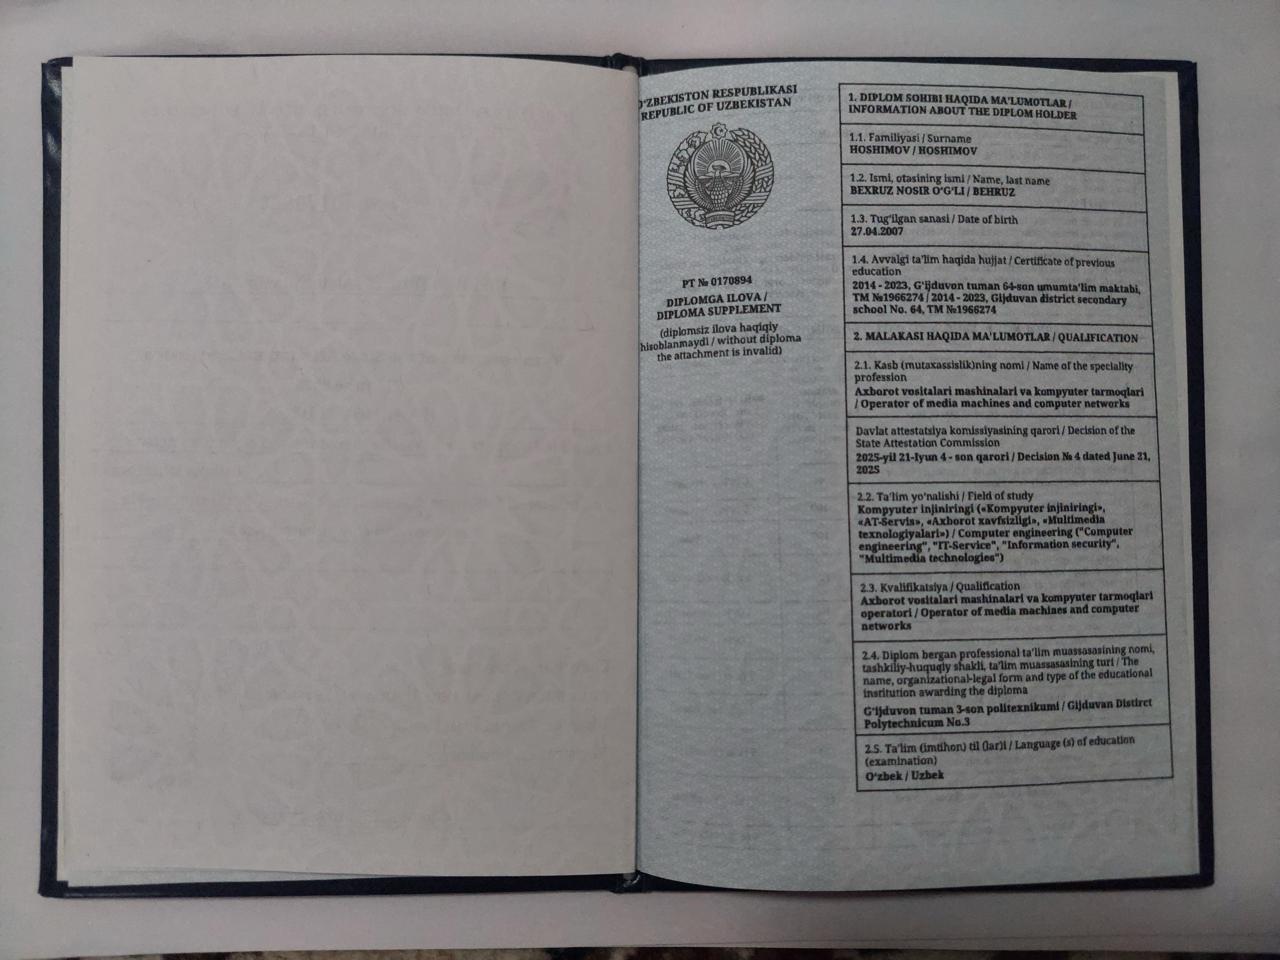 O'ZBEKISTON RESPUBLIKASI
REPUBLIC OF UZBEKISTAN
PT № 0170894
DIPLOMGA ILOVA /
DIPLOMA SUPPLEMENT
(diplomsiz ilova haqiqiy
hisoblanmaydi / without diploma
the attachment is invalid)
1. DIPLOM SOHIBI HAQIDA MA'LUMOTLAR /
INFORMATION ABOUT THE DIPLOM HOLDER
1.1. Familiyasi / Surname
HOSHIMOV / HOSHIMOV
1.2. Ismi, otasining ismi / Name, last name
BEXRUZ NOSIR O'G'LI / BEHRUZ
1.3. Tug'ilgan sanasi / Date of birth
27.04.2007
1.4. Avvalgi ta'lim haqida hujjat / Certificate of previous
education
2014 - 2023, G'ijduvon tuman 64-son umumta'lim maktabi,
TM №1966274 / 2014 - 2023, Gijduvan district secondary
school No. 64, TM №1966274
2. MALAKASI HAQIDA MA'LUMOTLAR / QUALIFICATION
2.1. Kasb (mutaxassislik)ning nomi / Name of the speciality
profession
Axborot vositalari mashinalari va kompyuter tarmoqlari
/ Operator of media machines and computer networks
Davlat attestatsiya komissiyasining qarori / Decision of the
State Attestation Commission
2025-yil 21-Iyun 4 - son qarori / Decision № 4 dated June 21,
2025
2.2. Ta'lim yo'nalishi / Field of study
Kompyuter injiniringi («Kompyuter injiniringi»,
«AT-Servis», «Axborot xavfsizligi», «Multimedia
texnologiyalari») / Computer engineering ("Computer
engineering", "IT-Service", "Information security",
"Multimedia technologies")
2.3. Kvalifikatsiya / Qualification
Axborot vositalari mashinalari va kompyuter tarmoqlari
operatori / Operator of media machines and computer
networks
2.4. Diplom bergan professional ta'lim muassasasining nomi,
tashkiliy-huquqiy shakli, ta'lim muassasasining turi / The
name, organizational-legal form and type of the educational
institution awarding the diploma
G'ijduvon tuman 3-son politexnikumi / Gijduvan Distirct
Polytechnicum No.3
2.5. Ta'lim (imtihon) til (lar)i / Language (s) of education
(examination)
O'zbek / Uzbek